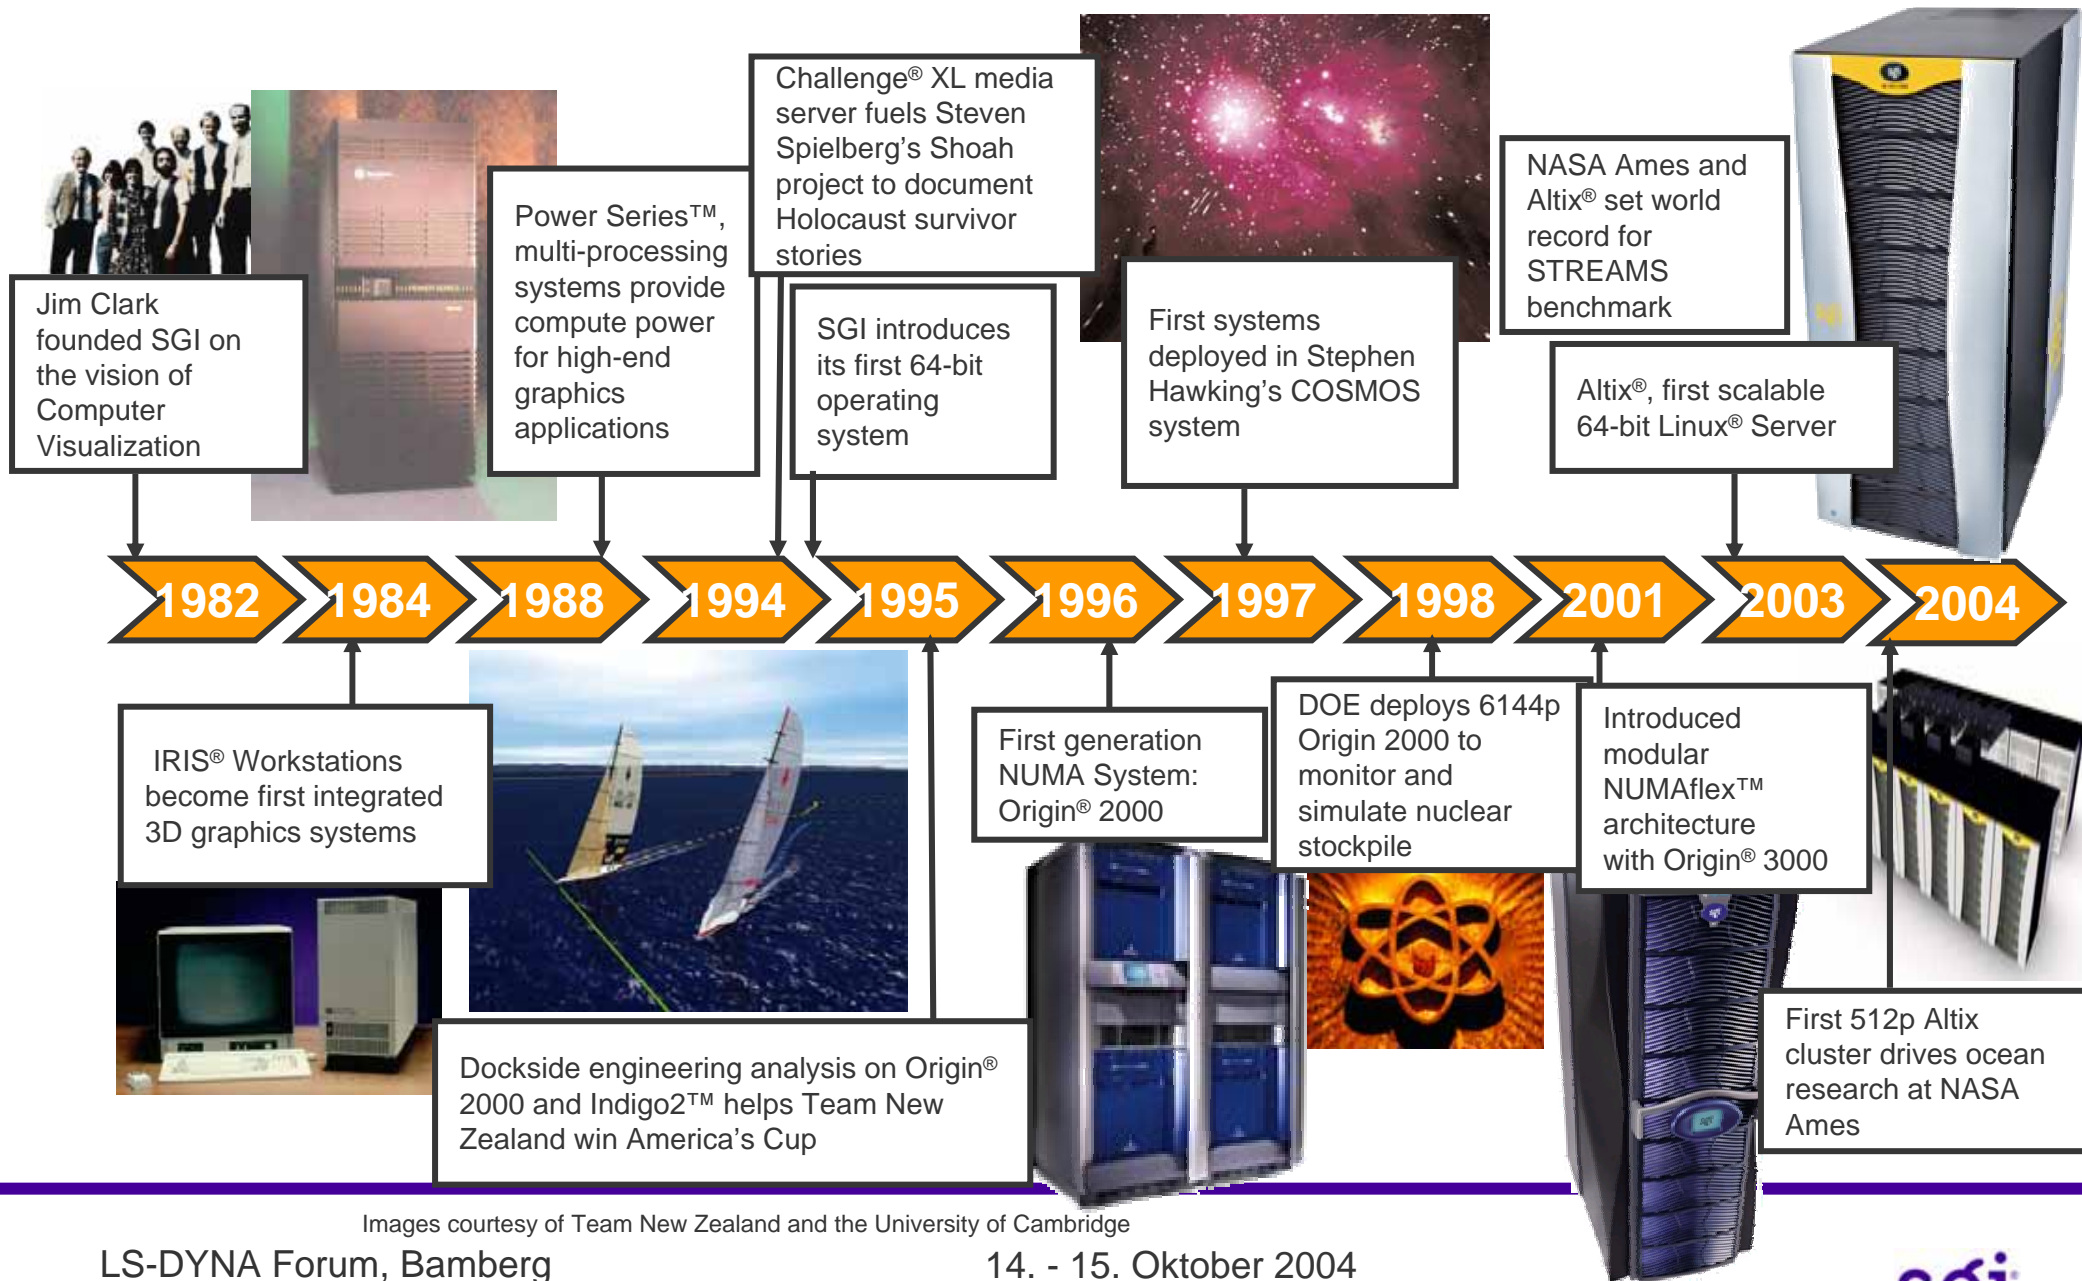 Challenge® XL media
server fuels Steven
Spielberg’s Shoah
project to document
Holocaust survivor
stories
NASA Ames and
Altix® set world
record for
STREAMS
benchmark
Power Series™,
multi-processing
systems provide
compute power
for high-end
graphics
applications
Jim Clark
founded SGI on
the vision of
Computer
Visualization
SGI introduces
its first 64-bit
operating
system
First systems
deployed in Stephen
Hawking’s COSMOS
system
Altix®, first scalable
64-bit Linux® Server
1982 1984 1988 1994 1995 1996 1997 1998 2001 2003 2004
IRIS® Workstations
become first integrated
3D graphics systems
First generation
NUMA System:
Origin® 2000
DOE deploys 6144p
Origin 2000 to
monitor and
simulate nuclear
stockpile
Introduced
modular
NUMAflex™
architecture
with Origin® 3000
Dockside engineering analysis on Origin®
2000 and Indigo2™ helps Team New
Zealand win America’s Cup
First 512p Altix
cluster drives ocean
research at NASA
Ames
Images courtesy of Team New Zealand and the University of Cambridge
LS-DYNA Forum, Bamberg
14. - 15. Oktober 2004
sgi